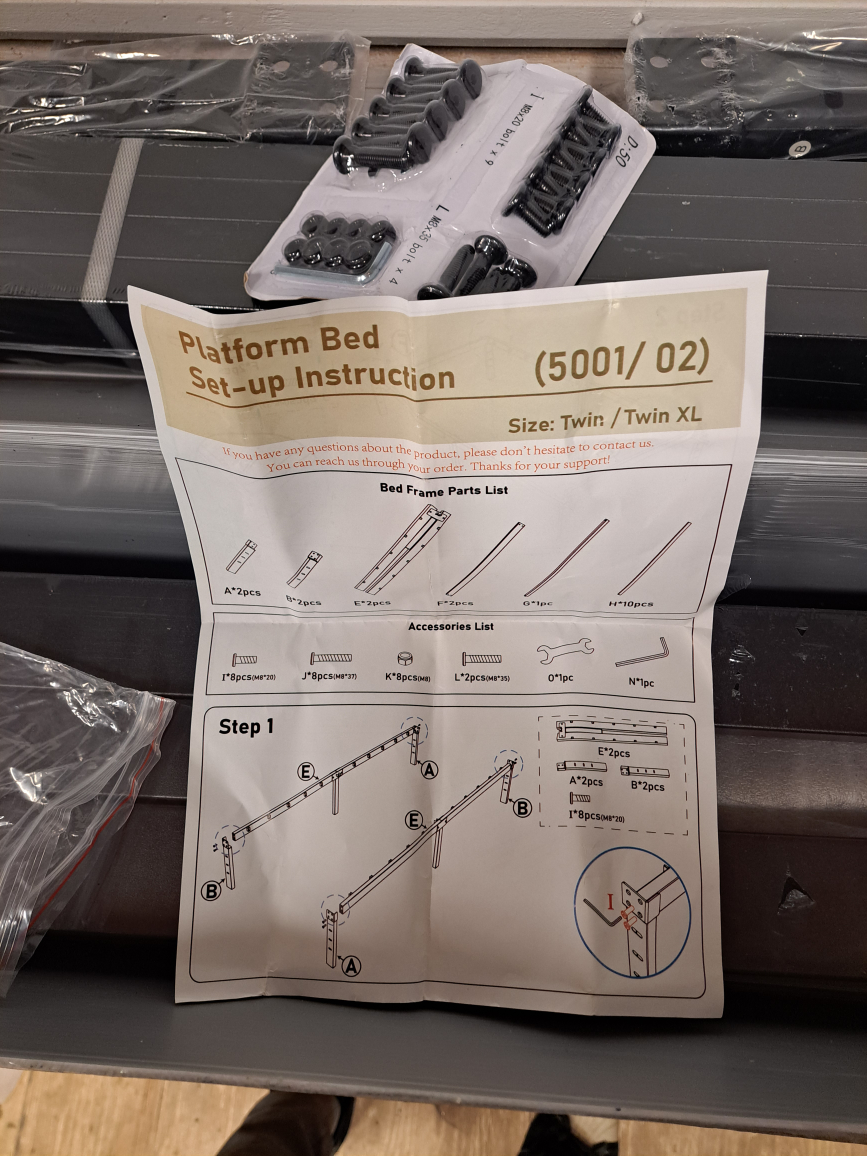 D:50
I M8x20 bolt x 9
L M8x35 bolt x 4
8
Platform Bed
Set-up Instruction
(5001/ 02)
Size: Twin / Twin XL
If you have any questions about the product, please don't hesitate to contact us.
You can reach us through your order. Thanks for your support!
Bed Frame Parts List
A*2pcs
B*2pcs
E*2pcs
F*2pcs
G*1pc
H*10pcs
Accessories List
I*8pcs(M8*20)
J*8pcs(M8*37)
K*8pcs(M8)
L*2pcs(M8*35)
O*1pc
N*1pc
Step 1
E*2pcs
A*2pcs
B*2pcs
I*8pcs(M8*20)
E
A
B
E
B
A
I